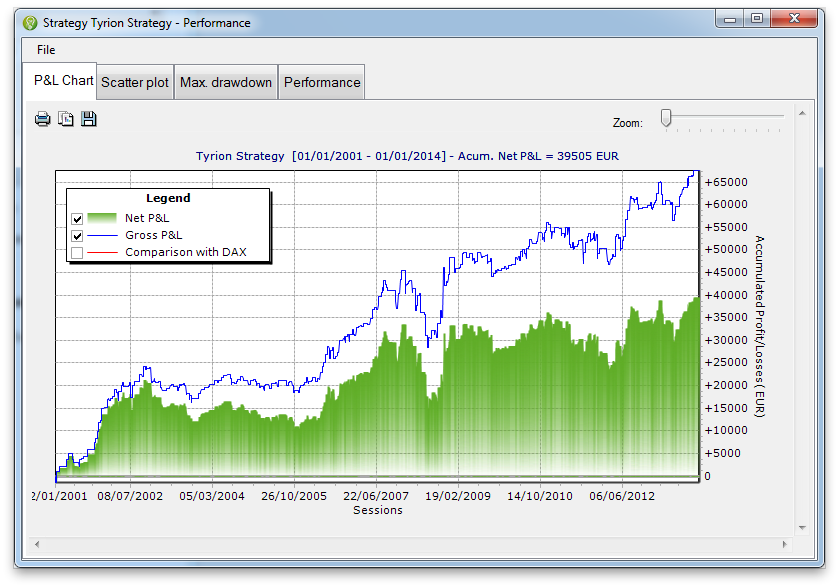 Strategy Tyrion Strategy - Performance
File
P&L Chart
Scatter plot
Max. drawdown
Performance
Zoom:
Tyrion Strategy [01/01/2001 - 01/01/2014] - Acum. Net P&L = 39505 EUR
Legend
Net P&L
Gross P&L
Comparison with DAX
+65000
+60000
+55000
+50000
+45000
+40000
+35000
+30000
+25000
+20000
+15000
+10000
+5000
0
Accumulated Profit/Losses ( EUR)
2/01/2001 08/07/2002 05/03/2004 26/10/2005 22/06/2007 19/02/2009 14/10/2010 06/06/2012
Sessions